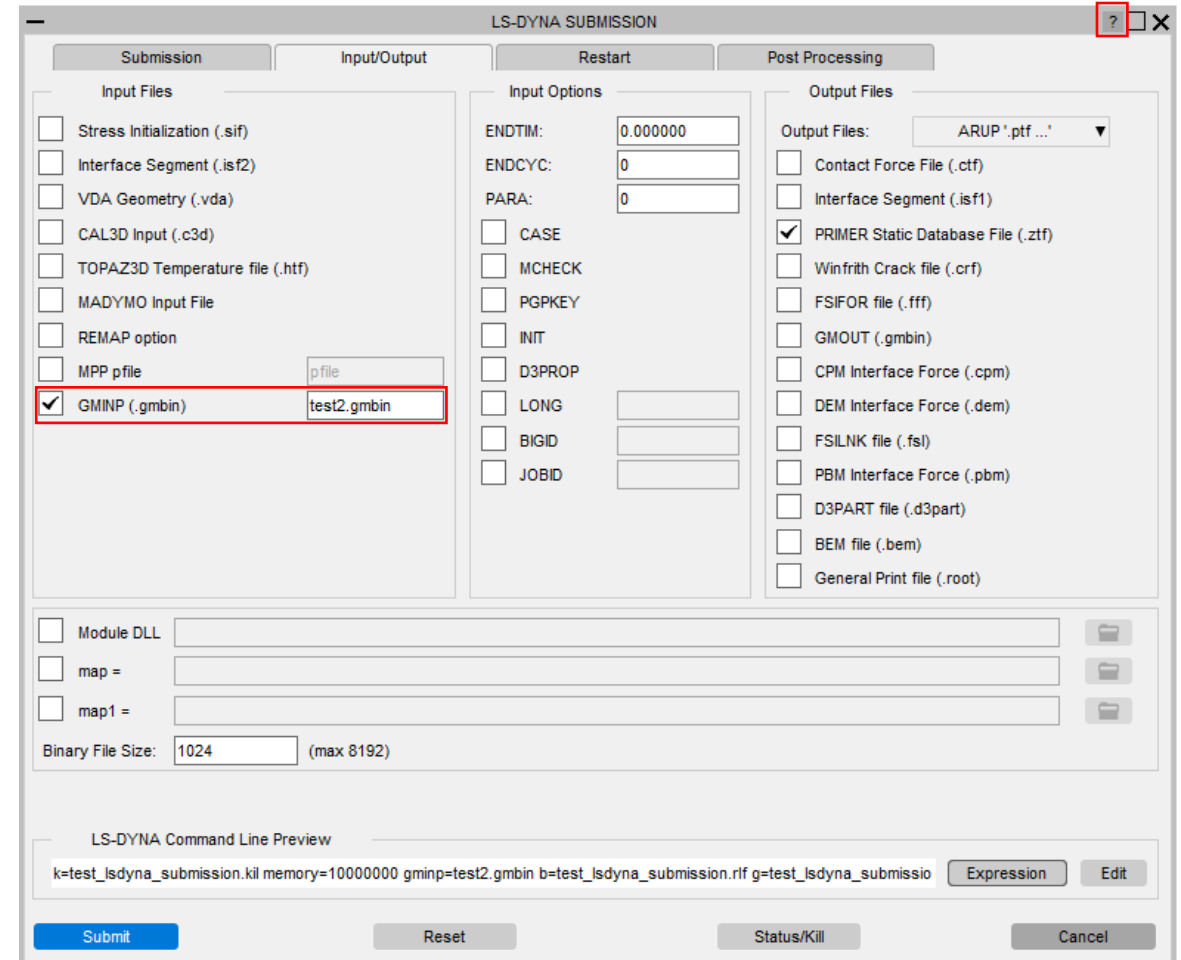 LS-DYNA SUBMISSION
?
Submission
Input/Output
Restart
Post Processing
Input Files
Stress Initialization (.sif)
Interface Segment (.isf2)
VDA Geometry (.vda)
CAL3D Input (.c3d)
TOPAZ3D Temperature file (.htf)
MADYMO Input File
REMAP option
MPP pfile pfile
GMINP (.gmbin) test2.gmbin
Input Options
ENDTIM: 0.000000
ENDCYC: 0
PARA: 0
CASE
MCHECK
PGPKEY
INIT
D3PROP
LONG
BIGID
JOBID
Output Files
Output Files: ARUP '.ptf ...'
Contact Force File (.ctf)
Interface Segment (.isf1)
PRIMER Static Database File (.ztf)
Winfrith Crack file (.crf)
FSIFOR file (.fff)
GMOUT (.gmbin)
CPM Interface Force (.cpm)
DEM Interface Force (.dem)
FSILNK file (.fsl)
PBM Interface Force (.pbm)
D3PART file (.d3part)
BEM file (.bem)
General Print file (.root)
Module DLL
map =
map1 =
Binary File Size: 1024 (max 8192)
LS-DYNA Command Line Preview
k=test_lsdyna_submission.kil memory=10000000 gminp=test2.gmbin b=test_lsdyna_submission.rlf g=test_lsdyna_submissio
Expression
Edit
Submit
Reset
Status/Kill
Cancel